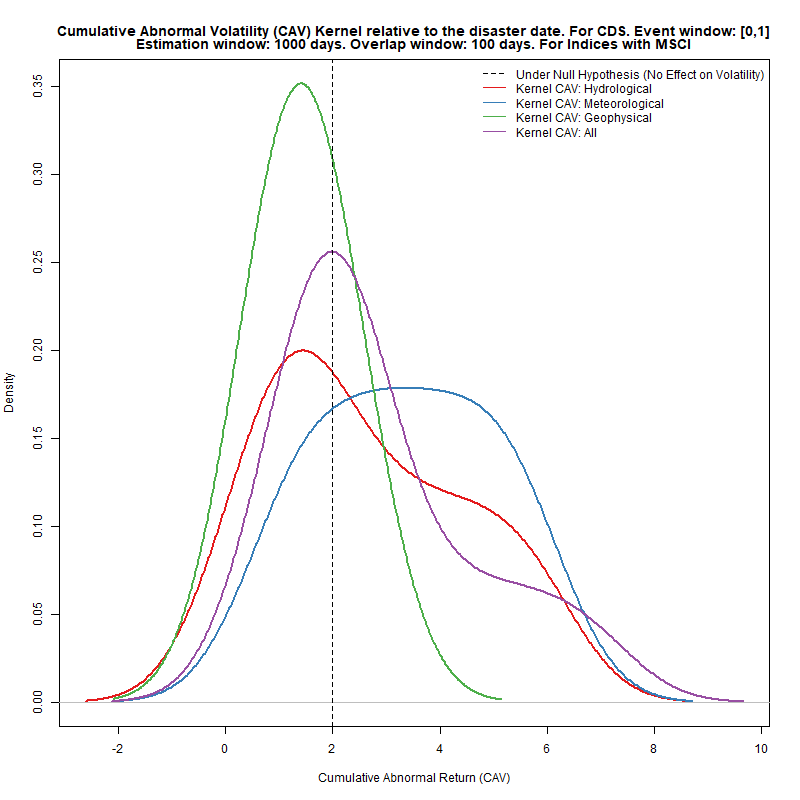 Cumulative Abnormal Volatility (CAV) Kernel relative to the disaster date. For CDS. Event window: [0,1]
Estimation window: 1000 days. Overlap window: 100 days. For Indices with MSCI
Under Null Hypothesis (No Effect on Volatility)
Kernel CAV: Hydrological
Kernel CAV: Meteorological
Kernel CAV: Geophysical
Kernel CAV: All
0.35
0.30
0.25
0.20
0.15
0.10
0.05
0.00
Density
-2 0 2 4 6 8 10
Cumulative Abnormal Return (CAV)